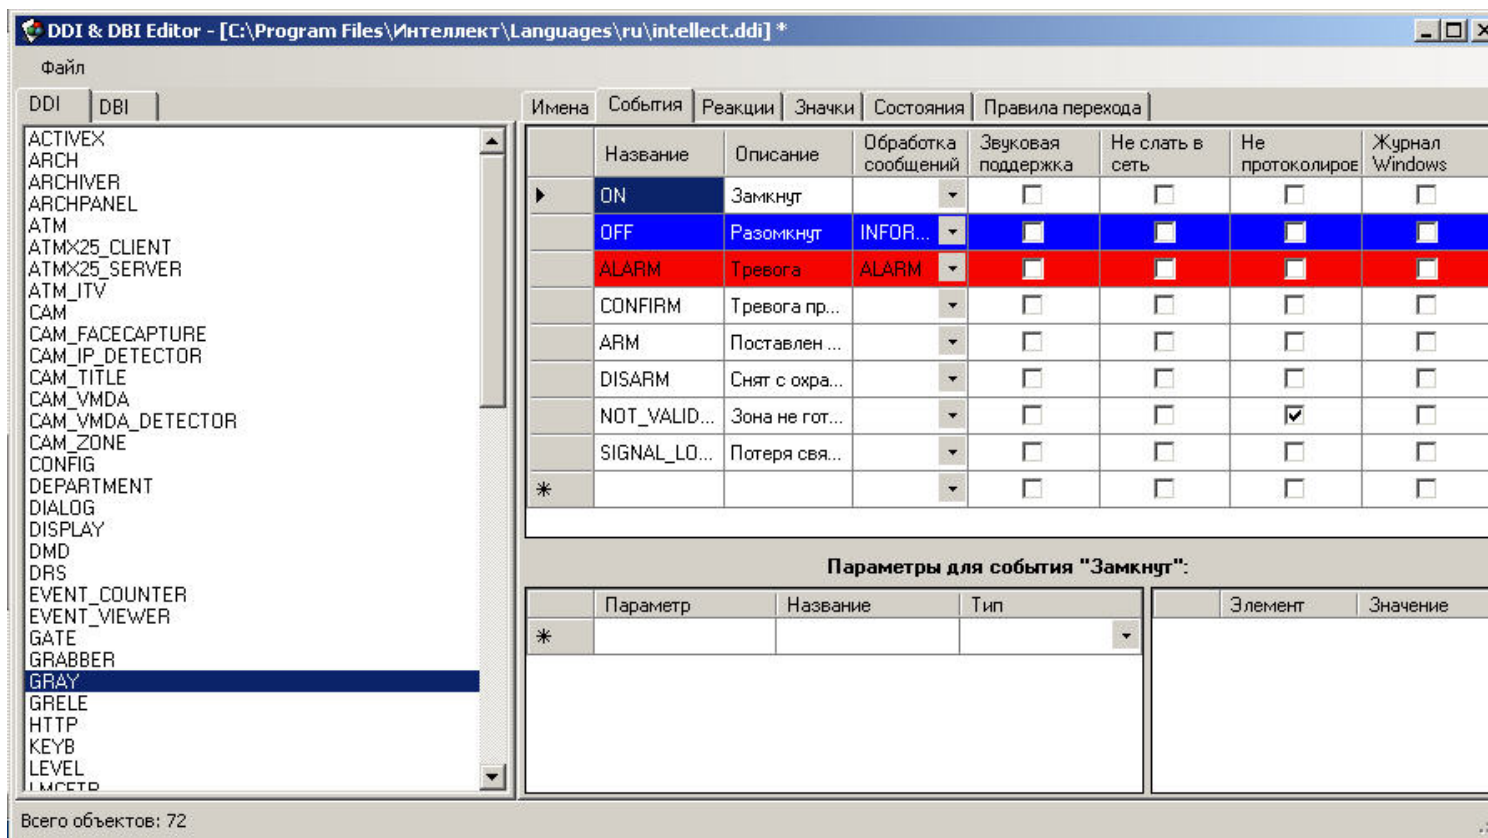 DDI & DBI Editor - [C:\Program Files\Интеллект\Languages\ru\intellect.ddi] *
Файл
DDI DBI
ACTIVEX
ARCH
ARCHIVER
ARCHPANEL
ATM
ATMX25_CLIENT
ATMX25_SERVER
ATM_ITV
CAM
CAM_FACECAPTURE
CAM_IP_DETECTOR
CAM_TITLE
CAM_VMDA
CAM_VMDA_DETECTOR
CAM_ZONE
CONFIG
DEPARTMENT
DIALOG
DISPLAY
DMD
DRS
EVENT_COUNTER
EVENT_VIEWER
GATE
GRABBER
GRAY
GRELE
HTTP
KEYB
LEVEL
Имена События Реакции Значки Состояния Правила перехода
Название Описание Обработка сообщений Звуковая поддержка Не слать в сеть Не протоколиров Журнал Windows
ON Замкнут
OFF Разомкнут INFOR...
ALARM Тревога ALARM
CONFIRM Тревога пр...
ARM Поставлен ...
DISARM Снят с охра...
NOT_VALID... Зона не гот...
SIGNAL_LO... Потеря свя...
Параметры для события "Замкнут":
Параметр Название Тип
Элемент Значение
Всего объектов: 72